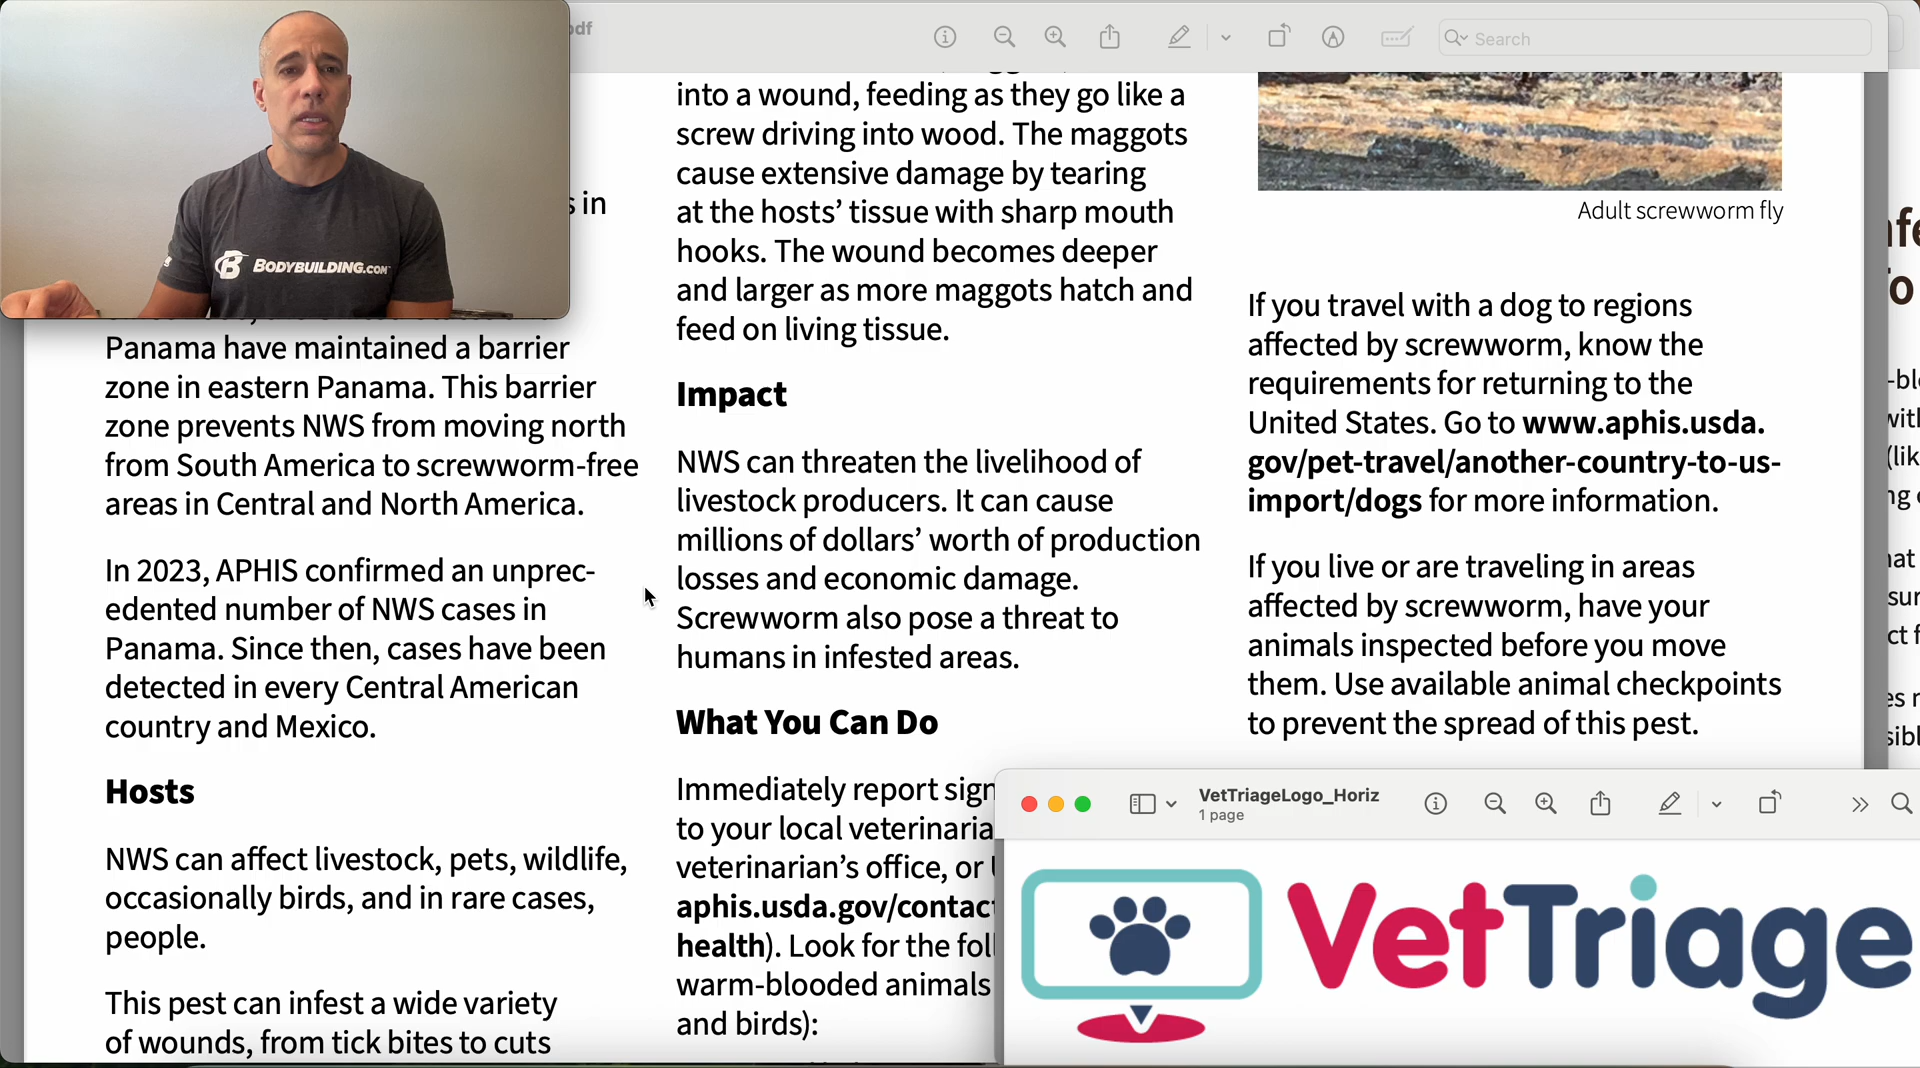 df
Search
BODYBUILDING.COM
s in
Panama have maintained a barrier
zone in eastern Panama. This barrier
zone prevents NWS from moving north
from South America to screwworm-free
areas in Central and North America.
In 2023, APHIS confirmed an unprec-
edented number of NWS cases in
Panama. Since then, cases have been
detected in every Central American
country and Mexico.
Hosts
NWS can affect livestock, pets, wildlife,
occasionally birds, and in rare cases,
people.
This pest can infest a wide variety
of wounds, from tick bites to cuts
into a wound, feeding as they go like a
screw driving into wood. The maggots
cause extensive damage by tearing
at the hosts’ tissue with sharp mouth
hooks. The wound becomes deeper
and larger as more maggots hatch and
feed on living tissue.
Impact
NWS can threaten the livelihood of
livestock producers. It can cause
millions of dollars’ worth of production
losses and economic damage.
Screwworm also pose a threat to
humans in infested areas.
What You Can Do
Immediately report sign
to your local veterinaria
veterinarian’s office, or
aphis.usda.gov/contact
health). Look for the fol
warm-blooded animals
and birds):
Adult screwworm fly
If you travel with a dog to regions
affected by screwworm, know the
requirements for returning to the
United States. Go to www.aphis.usda.
gov/pet-travel/another-country-to-us-
import/dogs for more information.
If you live or are traveling in areas
affected by screwworm, have your
animals inspected before you move
them. Use available animal checkpoints
to prevent the spread of this pest.
VetTriageLogo_Horiz
1 page
VetTriage